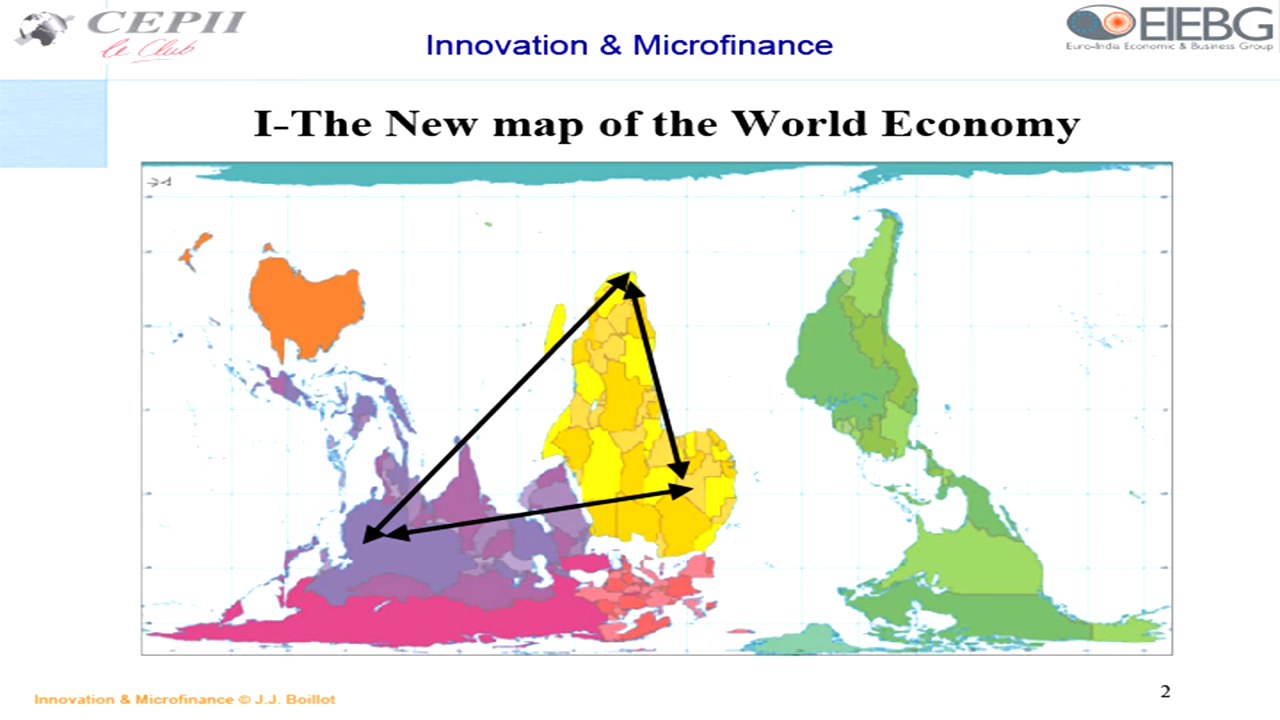 CEPII
le Club
Innovation & Microfinance
EIEBG
Euro-India Economic & Business Group
I-The New map of the World Economy
Innovation & Microfinance © J.J. Boillot
2